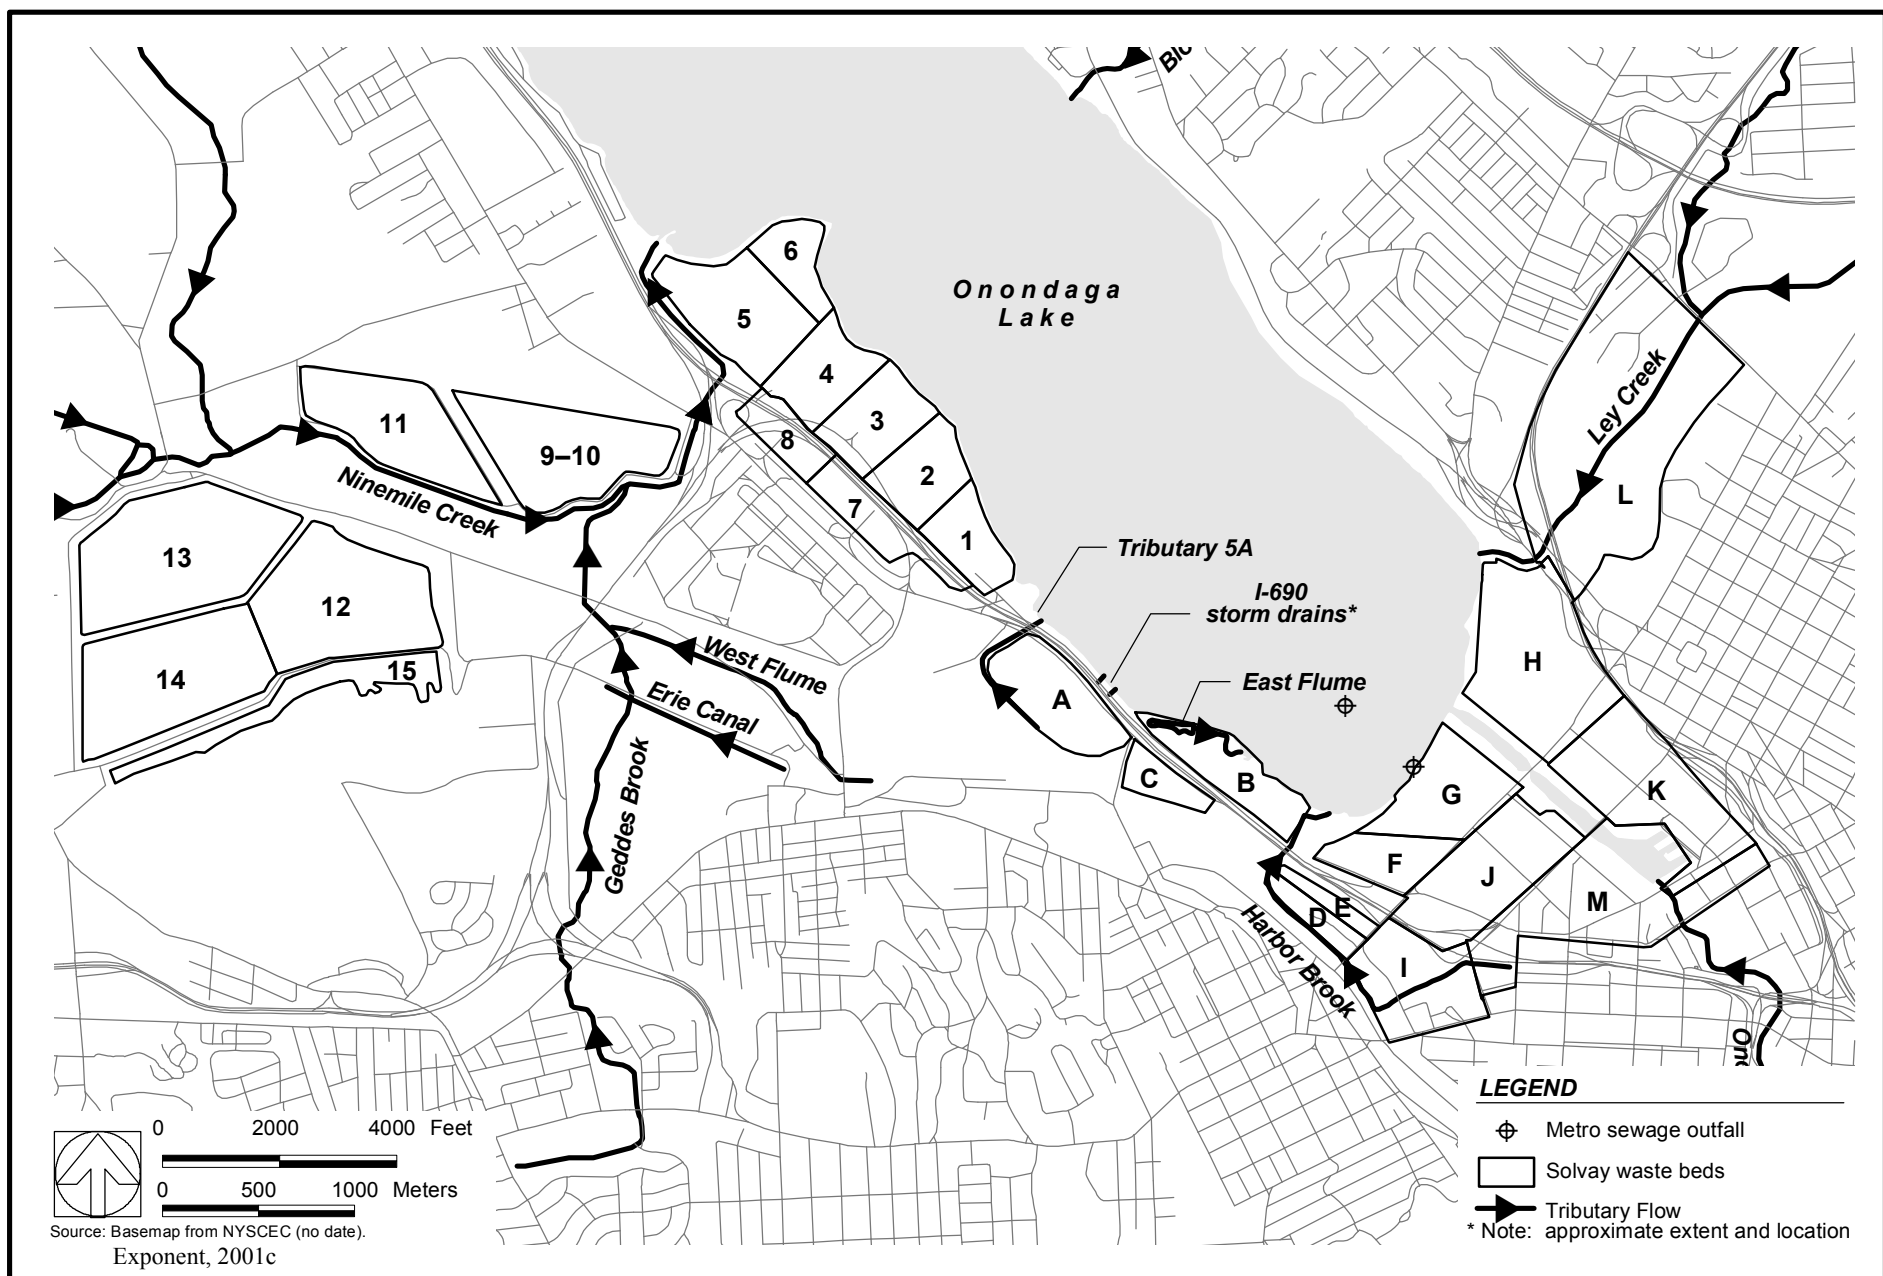 Onondaga
Lake
6
5
4
3
2
1
8
7
11
9–10
Ninemile Creek
13
12
14
15
West Flume
Erie Canal
Geddes Brook
Tributary 5A
I-690
storm drains*
East Flume
A
B
C
D
E
F
G
H
I
J
K
L
M
Ley Creek
Harbor Brook
Blo
Ono
LEGEND
Metro sewage outfall
Solvay waste beds
Tributary Flow
* Note: approximate extent and location
0 2000 4000 Feet
0 500 1000 Meters
Source: Basemap from NYSCEC (no date).
Exponent, 2001c